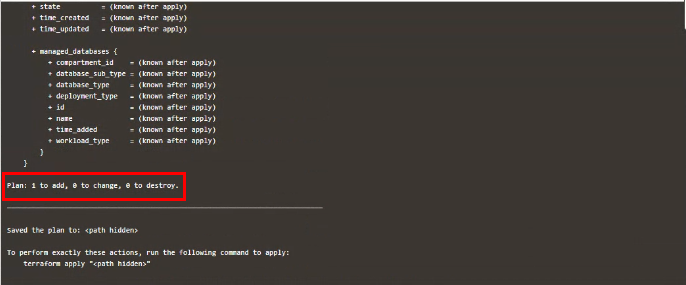 + state          = (known after apply)
+ time_created   = (known after apply)
+ time_updated   = (known after apply)
+ managed_databases {
+ compartment_id    = (known after apply)
+ database_sub_type = (known after apply)
+ database_type     = (known after apply)
+ deployment_type   = (known after apply)
+ id                = (known after apply)
+ name              = (known after apply)
+ time_added        = (known after apply)
+ workload_type     = (known after apply)
}
}
Plan: 1 to add, 0 to change, 0 to destroy.
Saved the plan to: <path hidden>
To perform exactly these actions, run the following command to apply:
terraform apply "<path hidden>"